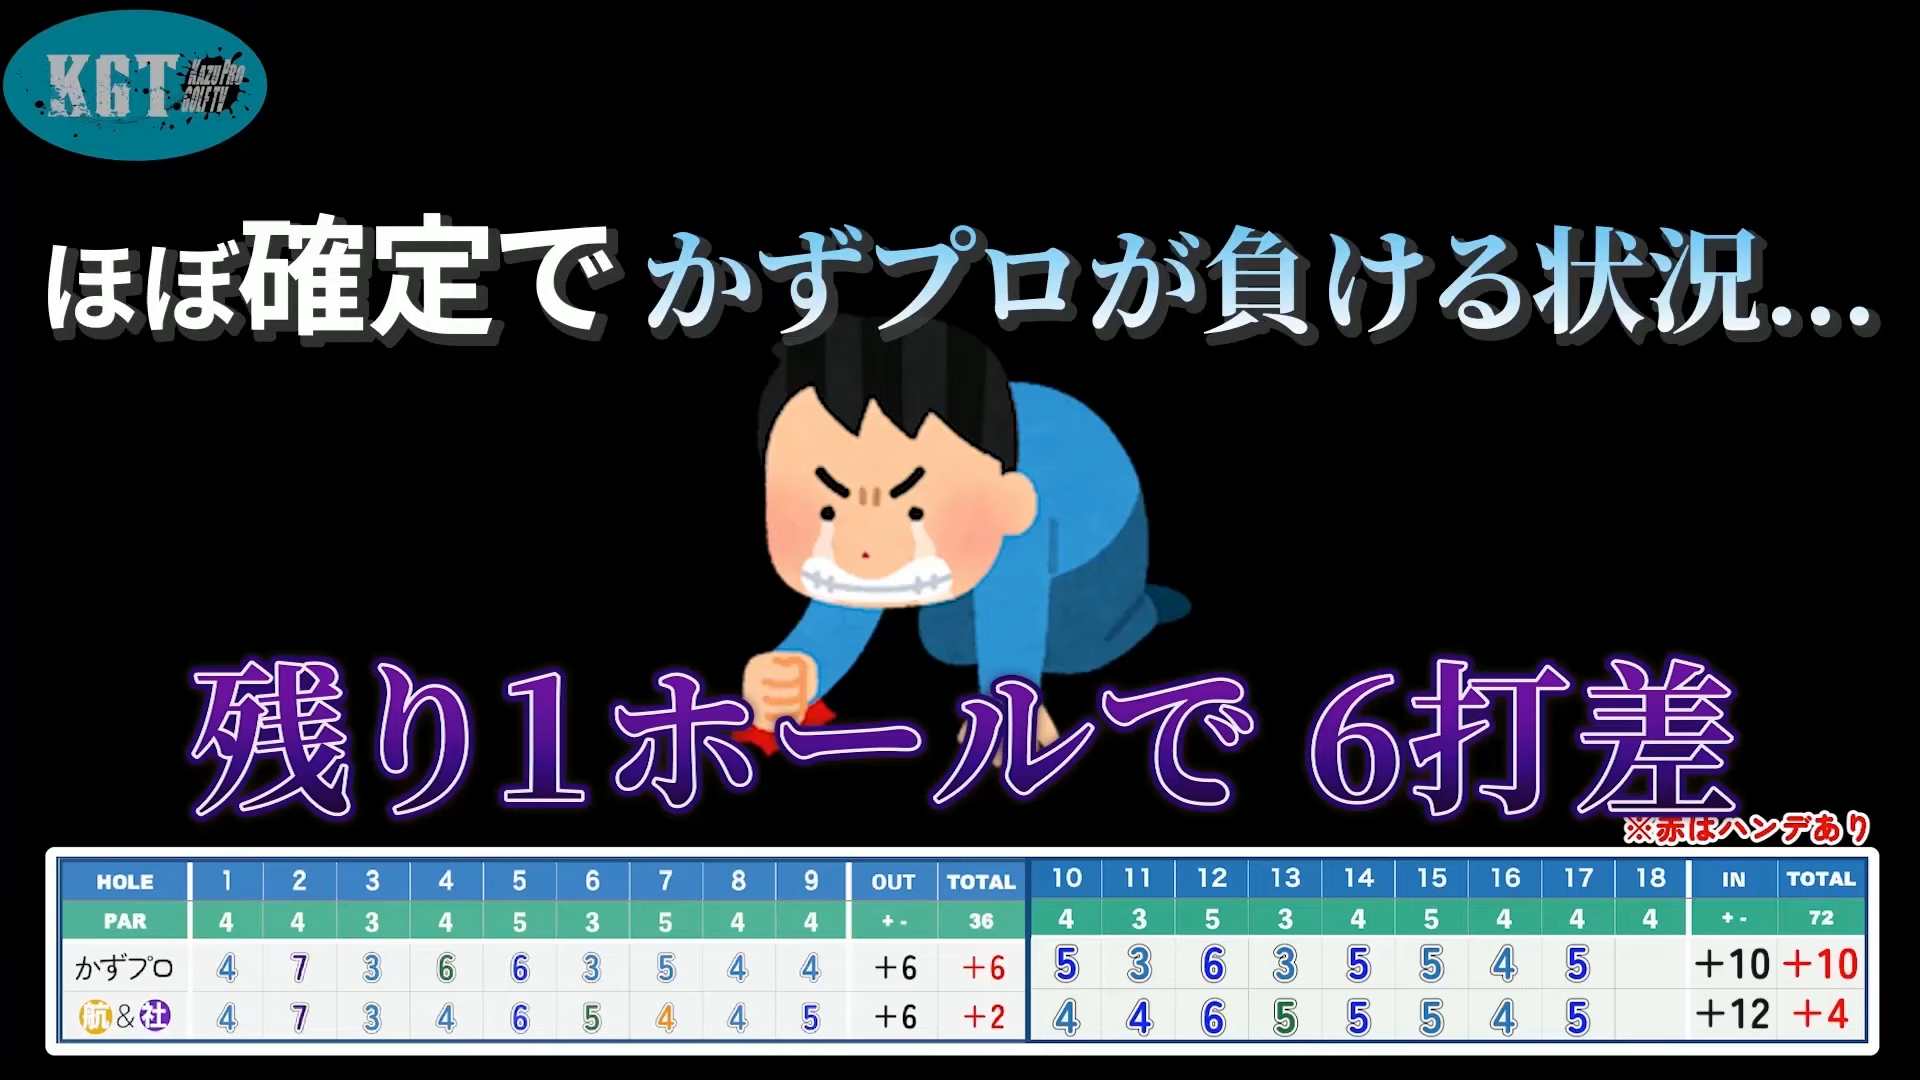 KGT KAZU PRO
GOLF TV
ほぼ確定で かずプロが負ける状況...
残り1ホールで 6打差
※赤はハンデあり
HOLE 1 2 3 4 5 6 7 8 9 OUT TOTAL 10 11 12 13 14 15 16 17 18 IN TOTAL
PAR 4 4 3 4 5 3 5 4 4 + - 36 4 3 5 3 4 5 4 4 4 + - 72
かずプロ 4 7 3 6 6 3 5 4 4 +6 +6 5 3 6 3 5 5 4 5 +10 +10
航&社 4 7 3 4 6 5 4 4 5 +6 +2 4 4 6 5 5 5 4 5 +12 +4